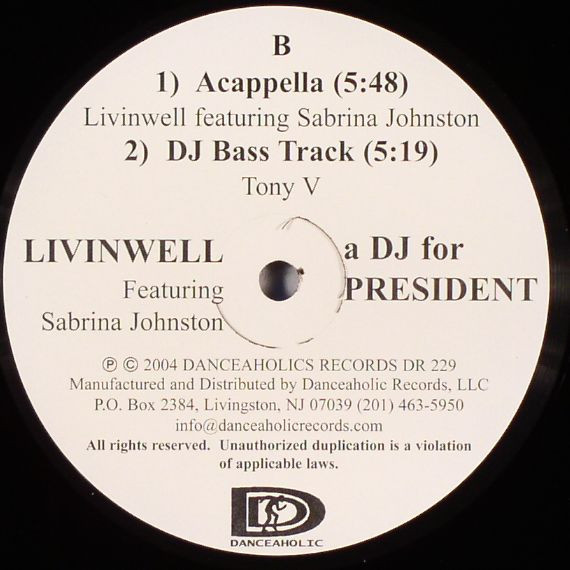 B
1) Acappella (5:48)
Livinwell featuring Sabrina Johnston
2) DJ Bass Track (5:19)
Tony V
LIVINWELL
Featuring
Sabrina Johnston
a DJ for
PRESIDENT
℗ © 2004 DANCEAHOLICS RECORDS DR 229
Manufactured and Distributed by Danceaholic Records, LLC
P.O. Box 2384, Livingston, NJ 07039 (201) 463-5950
info@danceaholicrecords.com
All rights reserved. Unauthorized duplication is a violation
of applicable laws.
D
DANCEAHOLIC